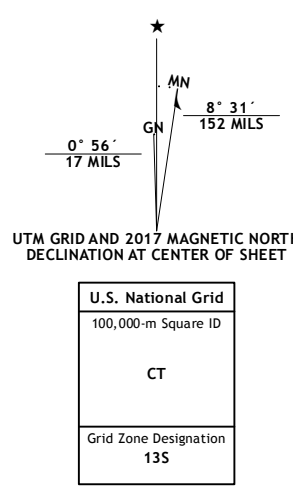 ★
MN
GN
8° 31´
152 MILS
0° 56´
17 MILS
UTM GRID AND 2017 MAGNETIC NORTH
DECLINATION AT CENTER OF SHEET
U.S. National Grid
100,000-m Square ID
CT
Grid Zone Designation
13S